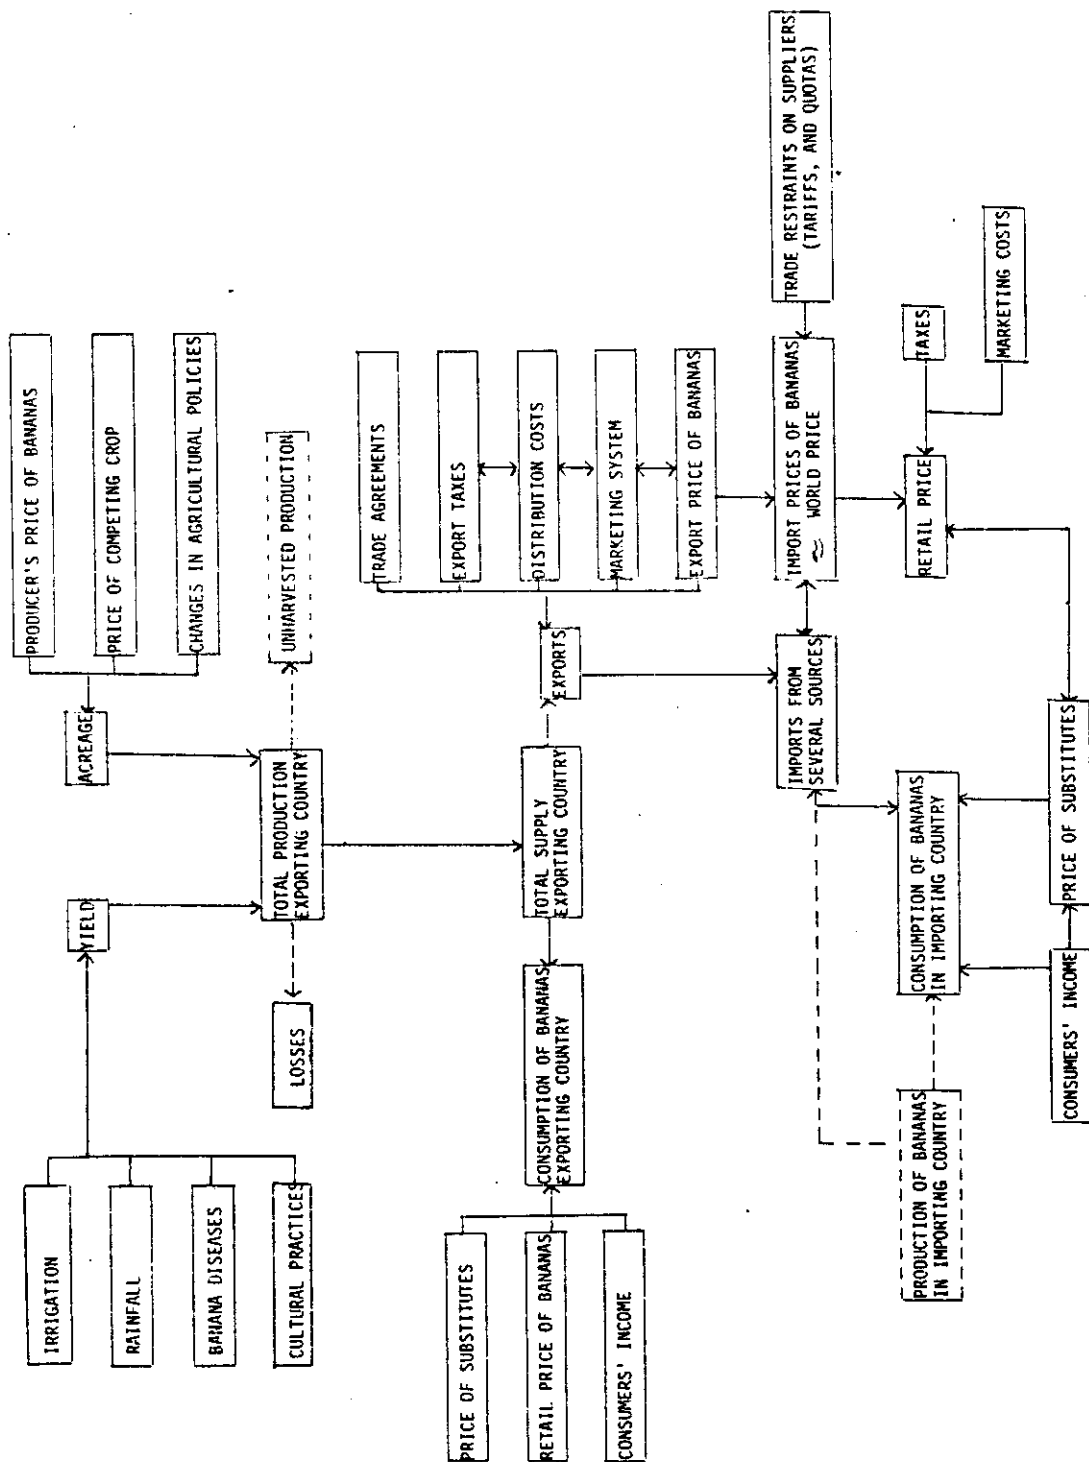 IRRIGATION
RAINFALL
BANANA DISEASES
CULTURAL PRACTICES
YIELD
ACREAGE
PRODUCER'S PRICE OF BANANAS
PRICE OF COMPETING CROP
CHANGES IN AGRICULTURAL POLICIES
LOSSES
TOTAL PRODUCTION
EXPORTING COUNTRY
UNHARVESTED PRODUCTION
PRICE OF SUBSTITUTES
RETAIL PRICE OF BANANAS
CONSUMERS' INCOME
CONSUMPTION OF BANANAS
EXPORTING COUNTRY
TOTAL SUPPLY
EXPORTING COUNTRY
EXPORTS
TRADE AGREEMENTS
EXPORT TAXES
DISTRIBUTION COSTS
MARKETING SYSTEM
EXPORT PRICE OF BANANAS
IMPORTS FROM
SEVERAL SOURCES
IMPORT PRICES OF BANANAS
≈ WORLD PRICE
TRADE RESTRAINTS ON SUPPLIERS
(TARIFFS, AND QUOTAS)
PRODUCTION OF BANANAS
IN IMPORTING COUNTRY
CONSUMPTION OF BANANAS
IN IMPORTING COUNTRY
RETAIL PRICE
TAXES
MARKETING COSTS
CONSUMERS' INCOME
PRICE OF SUBSTITUTES